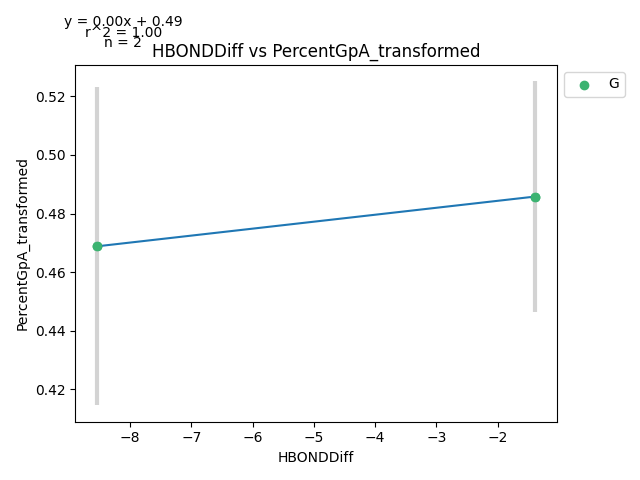 y = 0.00x + 0.49
r^2 = 1.00
n = 2
HBONDDiff vs PercentGpA_transformed
G
PercentGpA_transformed
0.52
0.50
0.48
0.46
0.44
0.42
−8
−7
−6
−5
−4
−3
−2
HBONDDiff